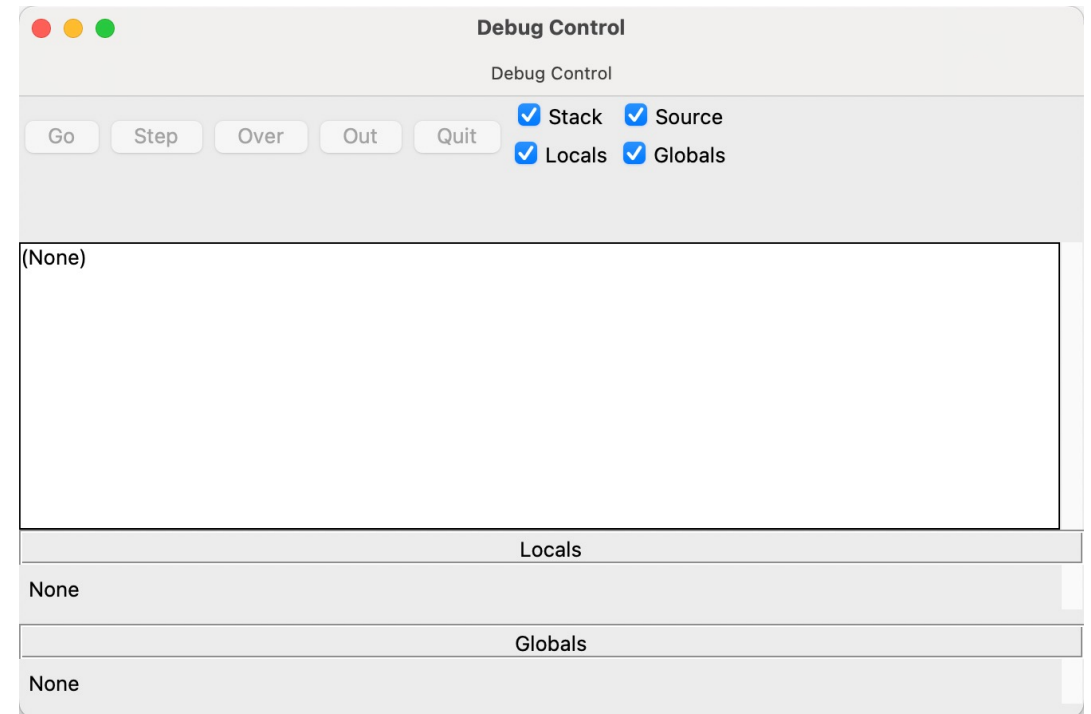 Debug Control
Debug Control
Go Step Over Out Quit
Stack Source
Locals Globals
(None)
Locals
None
Globals
None